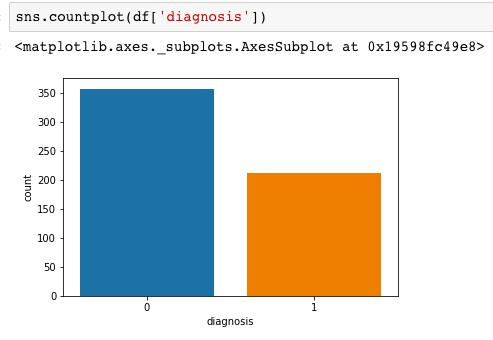 sns.countplot(df['diagnosis'])
<matplotlib.axes._subplots.AxesSubplot at 0x19598fc49e8>
350
300
250
200
150
100
50
0
count
0 1
diagnosis